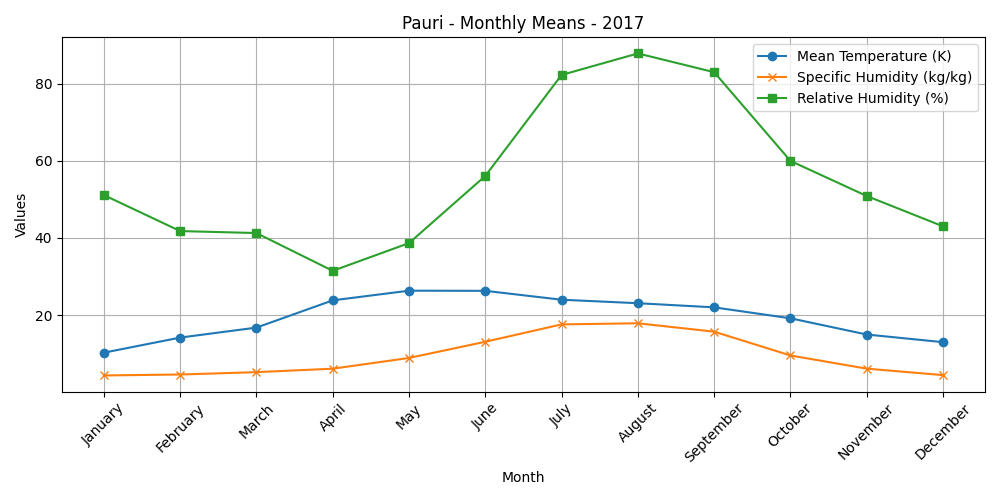 Pauri - Monthly Means - 2017
Mean Temperature (K)
Specific Humidity (kg/kg)
Relative Humidity (%)
Values
80
60
40
20
January
February
March
April
May
June
July
August
September
October
November
December
Month